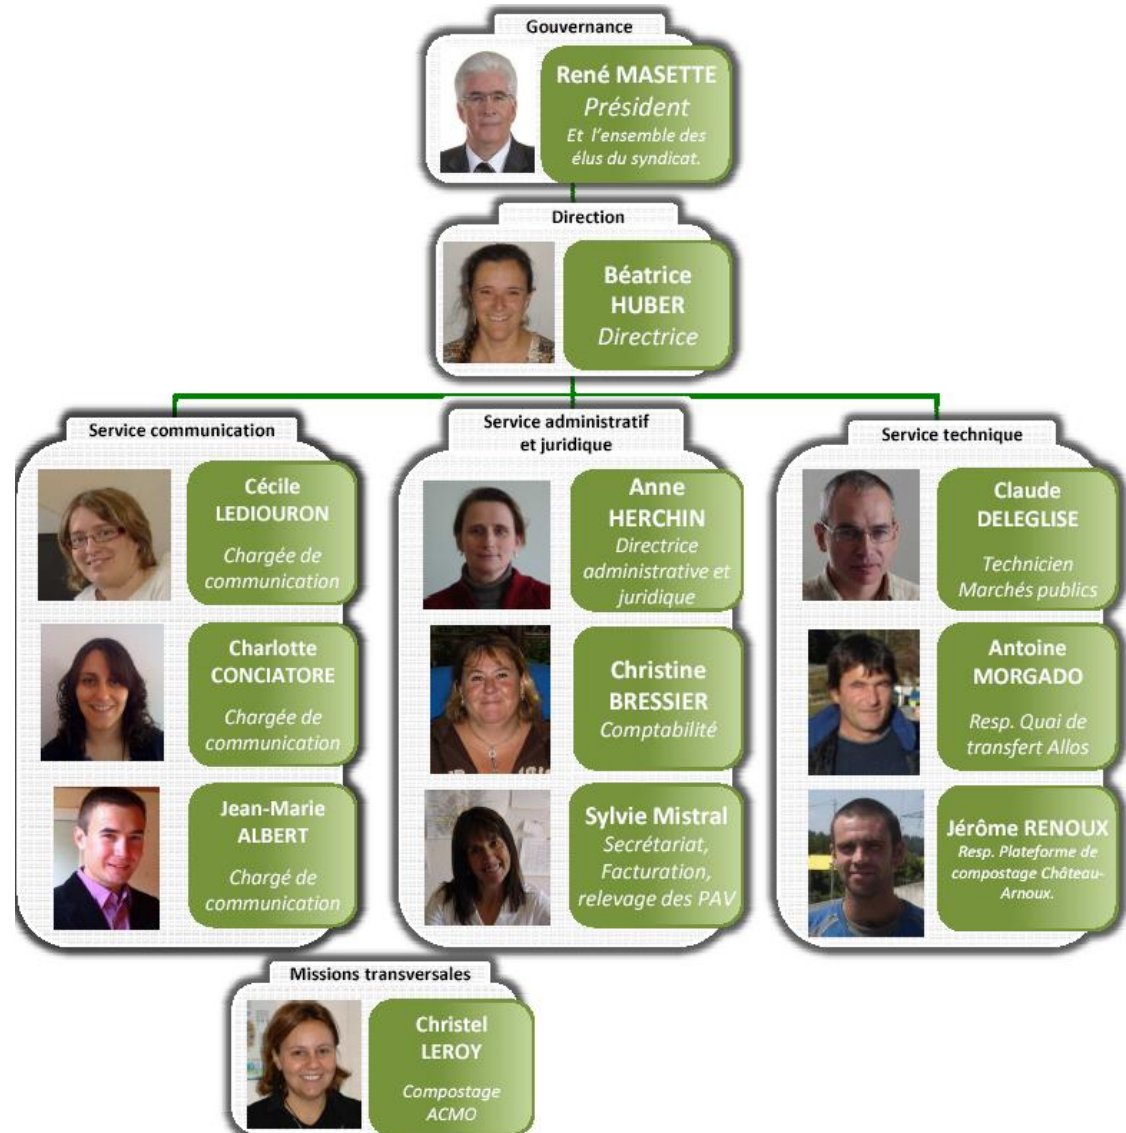 Gouvernance
René MASETTE
Président
Et l'ensemble des
élus du syndicat.
Direction
Béatrice
HUBER
Directrice
Service communication
Cécile
LEDIOURON
Chargée de
communication
Charlotte
CONCIATORE
Chargée de
communication
Jean-Marie
ALBERT
Chargé de
communication
Service administratif
et juridique
Anne
HERCHIN
Directrice
administrative et
juridique
Christine
BRESSIER
Comptabilité
Sylvie Mistral
Secrétariat,
Facturation,
relevage des PAV
Service technique
Claude
DELEGLISE
Technicien
Marchés publics
Antoine
MORGADO
Resp. Quai de
transfert Allos
Jérôme RENOUX
Resp. Plateforme de
compostage Château-
Arnoux.
Missions transversales
Christel
LEROY
Compostage
ACMO